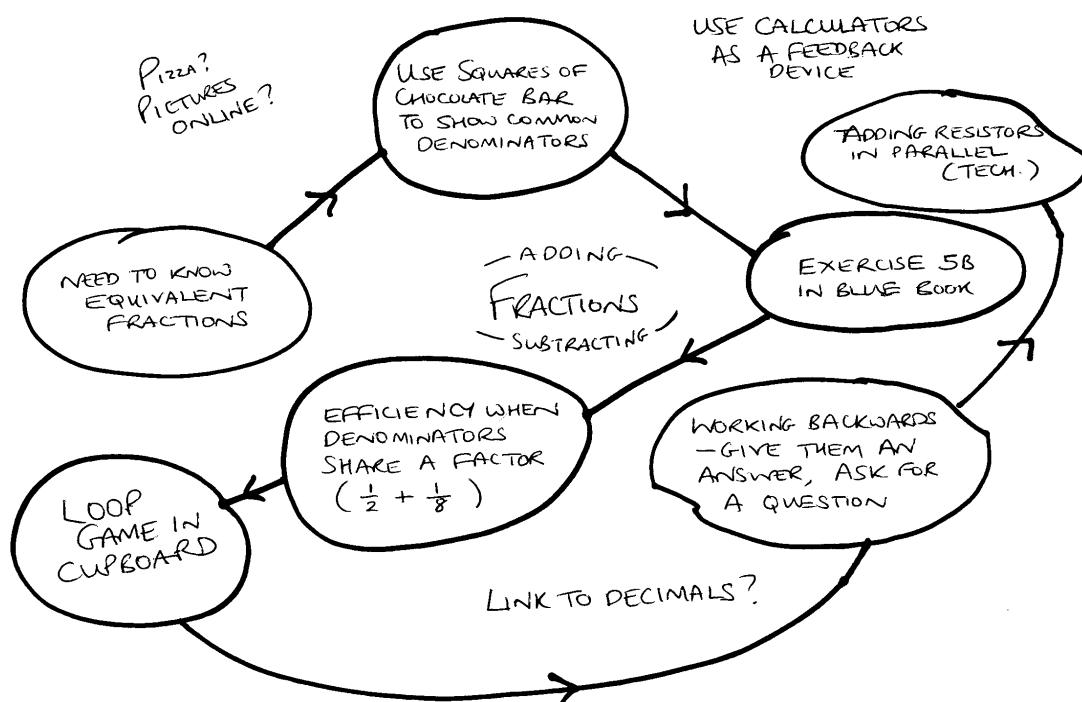 PIZZA?
PICTURES
ONLINE?
USE SQUARES OF
CHOCOLATE BAR
TO SHOW COMMON
DENOMINATORS
USE CALCULATORS
AS A FEEDBACK
DEVICE
ADDING RESISTORS
IN PARALLEL
(TECH.)
NEED TO KNOW
EQUIVALENT
FRACTIONS
ADDING
FRACTIONS
SUBTRACTING
EXERCISE 5B
IN BLUE BOOK
EFFICIENCY WHEN
DENOMINATORS
SHARE A FACTOR
(1/2 + 1/8)
WORKING BACKWARDS
- GIVE THEM AN
ANSWER, ASK FOR
A QUESTION
LOOP
GAME IN
CUPBOARD
LINK TO DECIMALS?